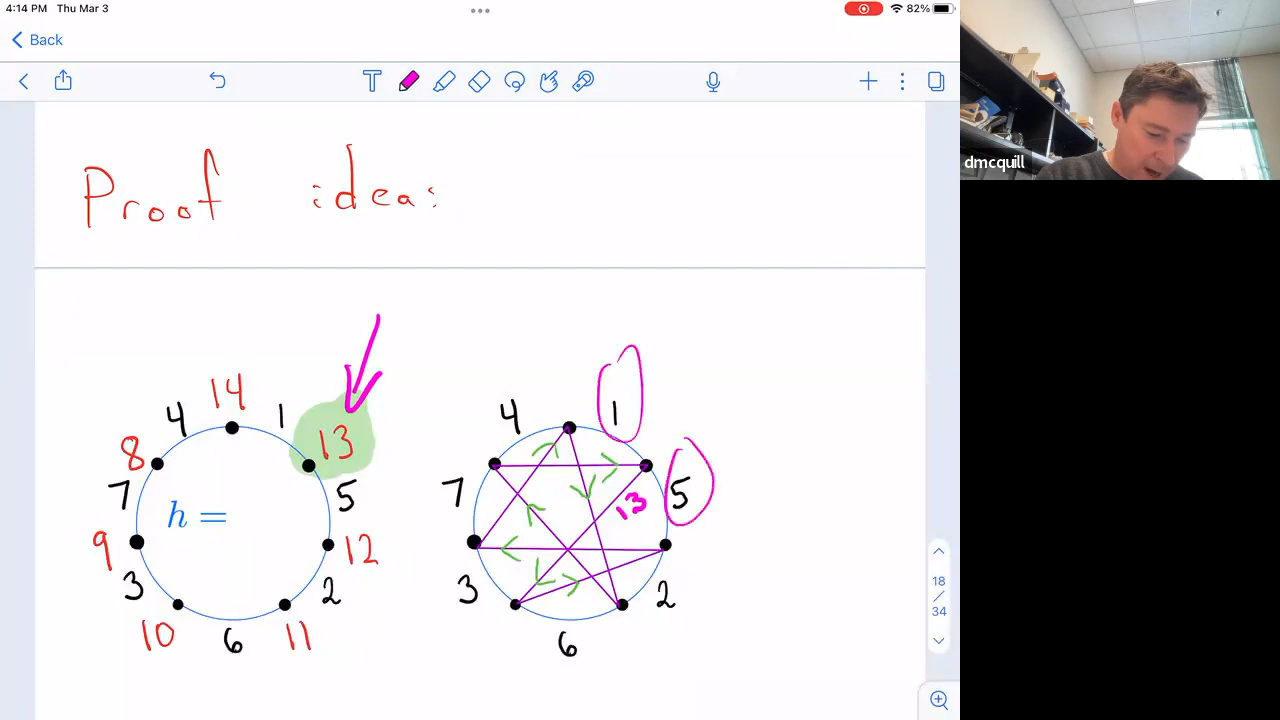 4:14 PM Thu Mar 3
82%
Back
dmcquill
Proof idea:
14
4 1
8 13
7 5
h =
9 12
3 2
10 6 11
4 1
7 13 5
3 2
6
18
/
34